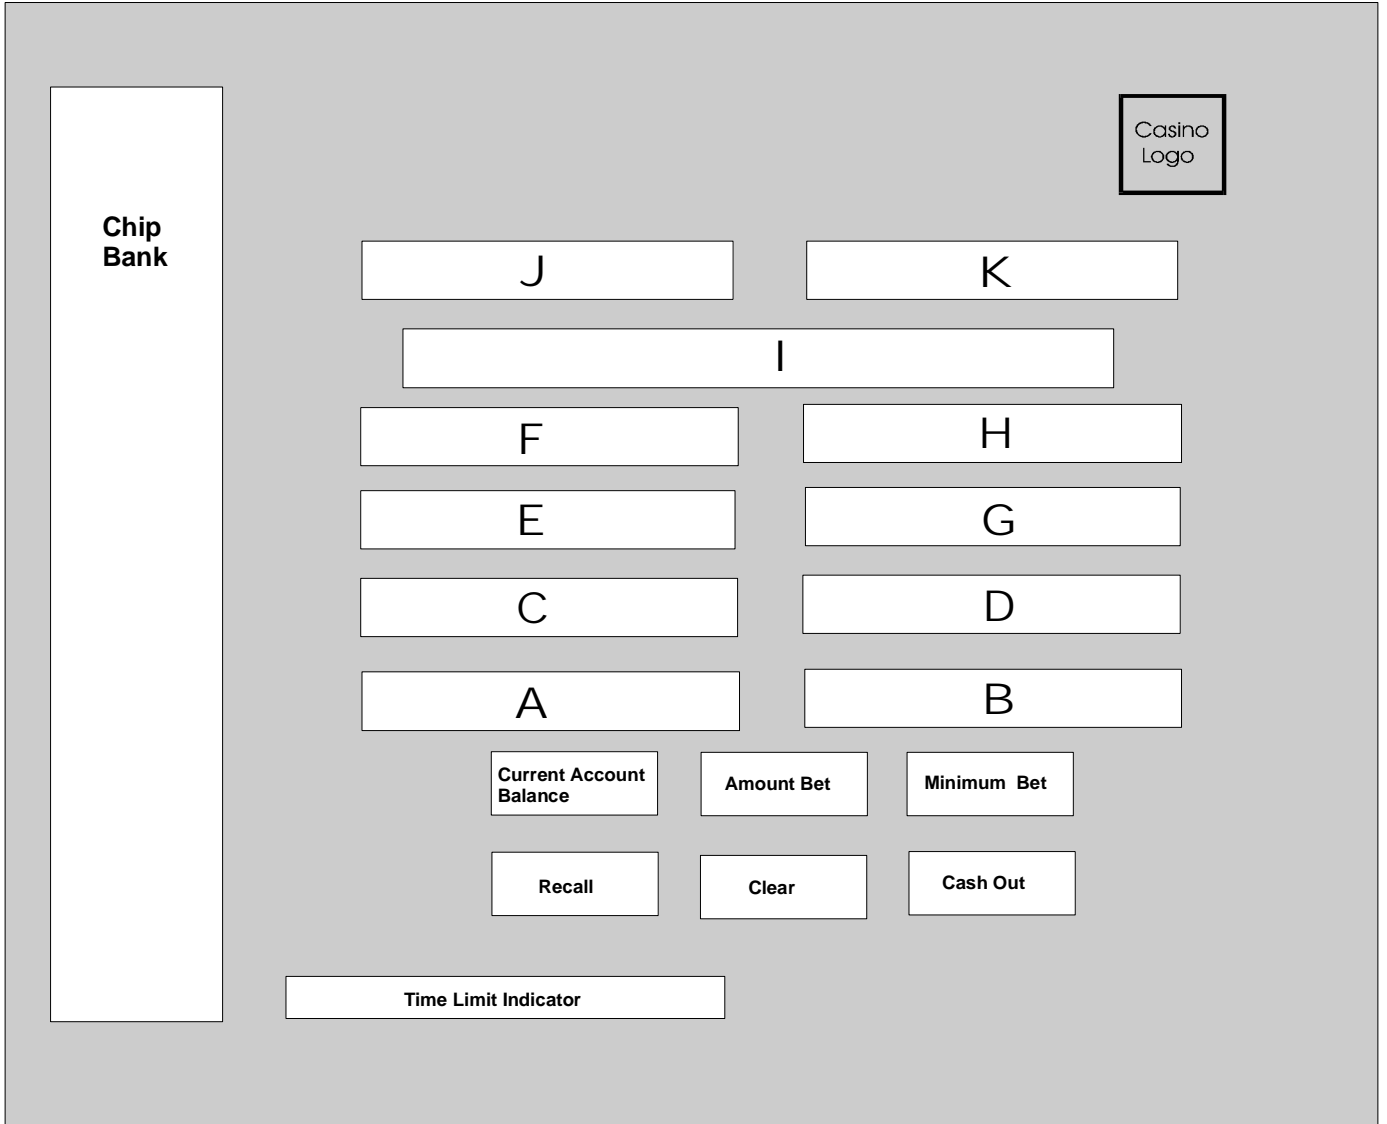 Casino
Logo
Chip
Bank
J
K
I
F
H
E
G
C
D
A
B
Current Account
Balance
Amount Bet
Minimum Bet
Recall
Clear
Cash Out
Time Limit Indicator